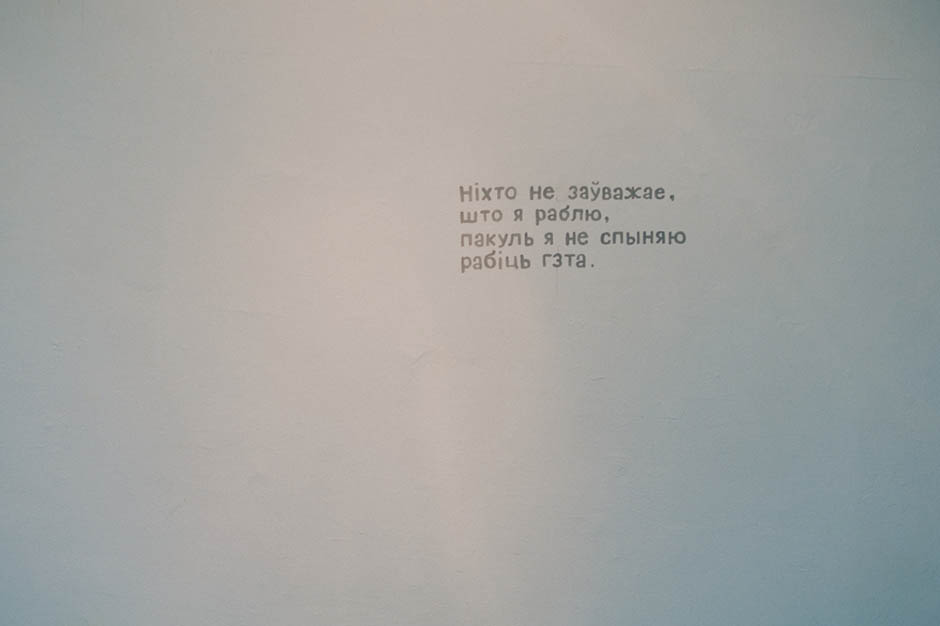 Ніхто не заўважае,
што я раблю,
пакуль я не спыняю
рабіць гэта.